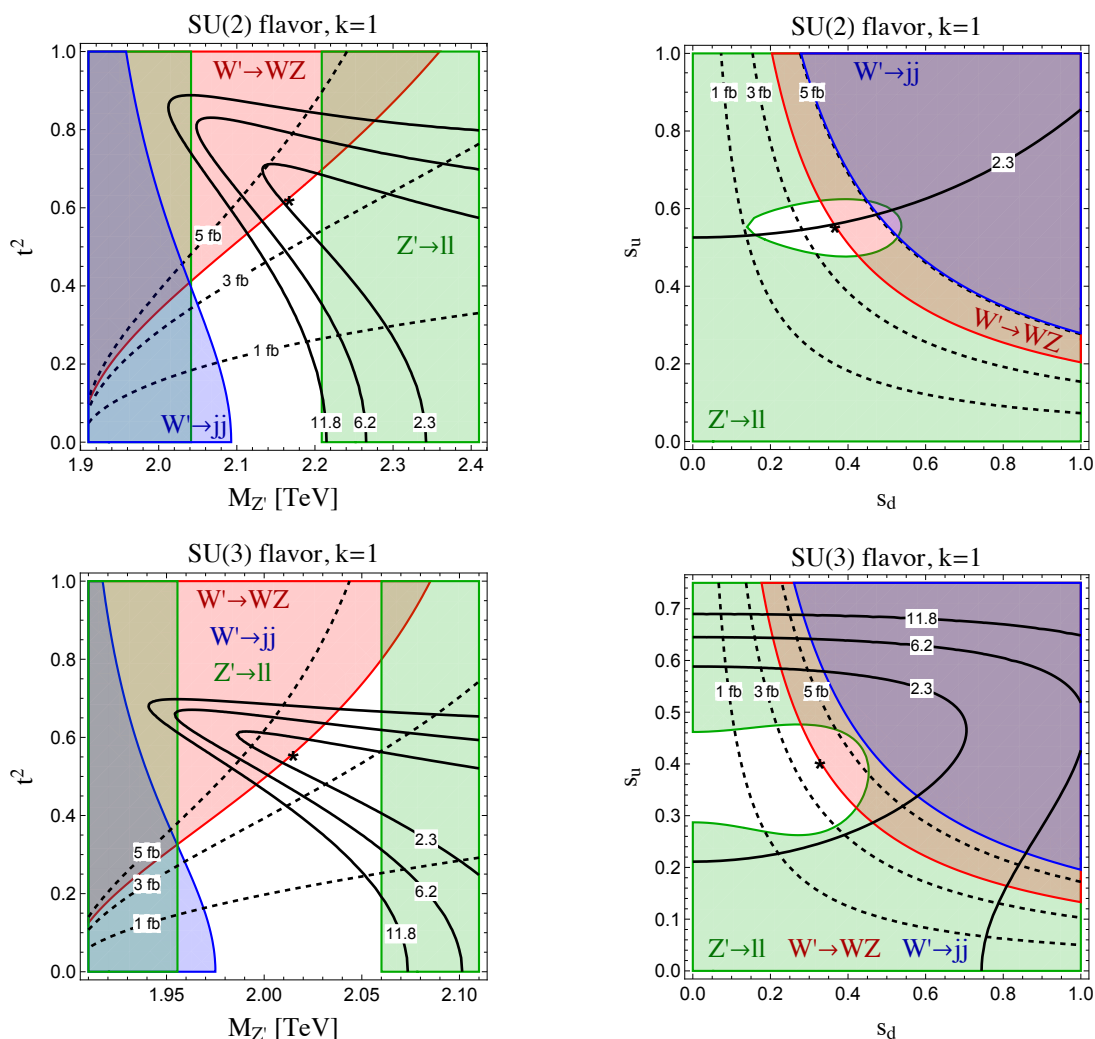 SU(2) flavor, k=1
W'→WZ
5 fb
3 fb
1 fb
Z'→ll
W'→jj
11.8
6.2
2.3
t²
1.0
0.8
0.6
0.4
0.2
0.0
1.9
2.0
2.1
2.2
2.3
2.4
M_Z' [TeV]
SU(2) flavor, k=1
W'→jj
1 fb
3 fb
5 fb
2.3
W'→WZ
Z'→ll
s_u
1.0
0.8
0.6
0.4
0.2
0.0
0.0
0.2
0.4
0.6
0.8
1.0
s_d
SU(3) flavor, k=1
W'→WZ
W'→jj
Z'→ll
5 fb
3 fb
1 fb
2.3
6.2
11.8
t²
1.0
0.8
0.6
0.4
0.2
0.0
1.95
2.00
2.05
2.10
M_Z' [TeV]
SU(3) flavor, k=1
11.8
6.2
2.3
1 fb
3 fb
5 fb
Z'→ll W'→WZ W'→jj
s_u
0.7
0.6
0.5
0.4
0.3
0.2
0.1
0.0
0.0
0.2
0.4
0.6
0.8
1.0
s_d